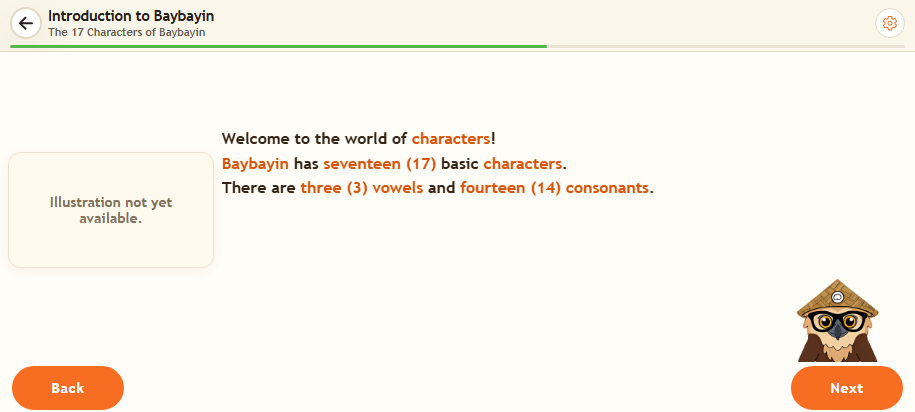 Introduction to Baybayin
The 17 Characters of Baybayin
Welcome to the world of characters!
Baybayin has seventeen (17) basic characters.
There are three (3) vowels and fourteen (14) consonants.
Illustration not yet
available.
Back
Next